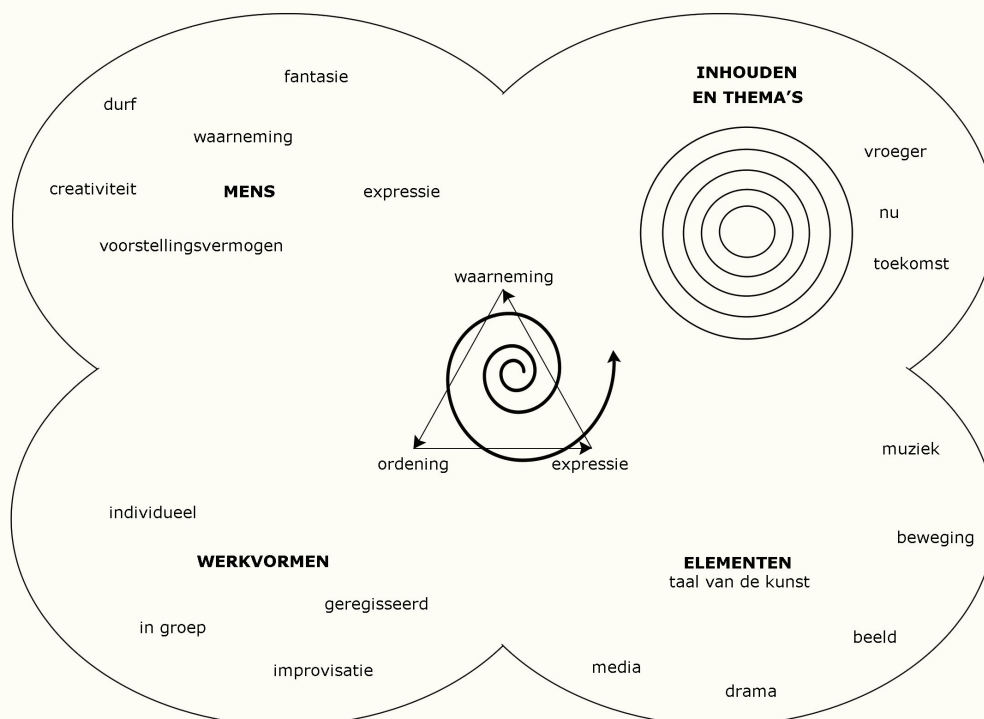 fantasie
durf
waarneming
creativiteit
MENS
expressie
voorstellingsvermogen
INHOUDEN
EN THEMA’S
vroeger
nu
toekomst
waarneming
ordening
expressie
individueel
WERKVORMEN
geregisseerd
in groep
improvisatie
muziek
beweging
ELEMENTEN
taal van de kunst
beeld
media
drama